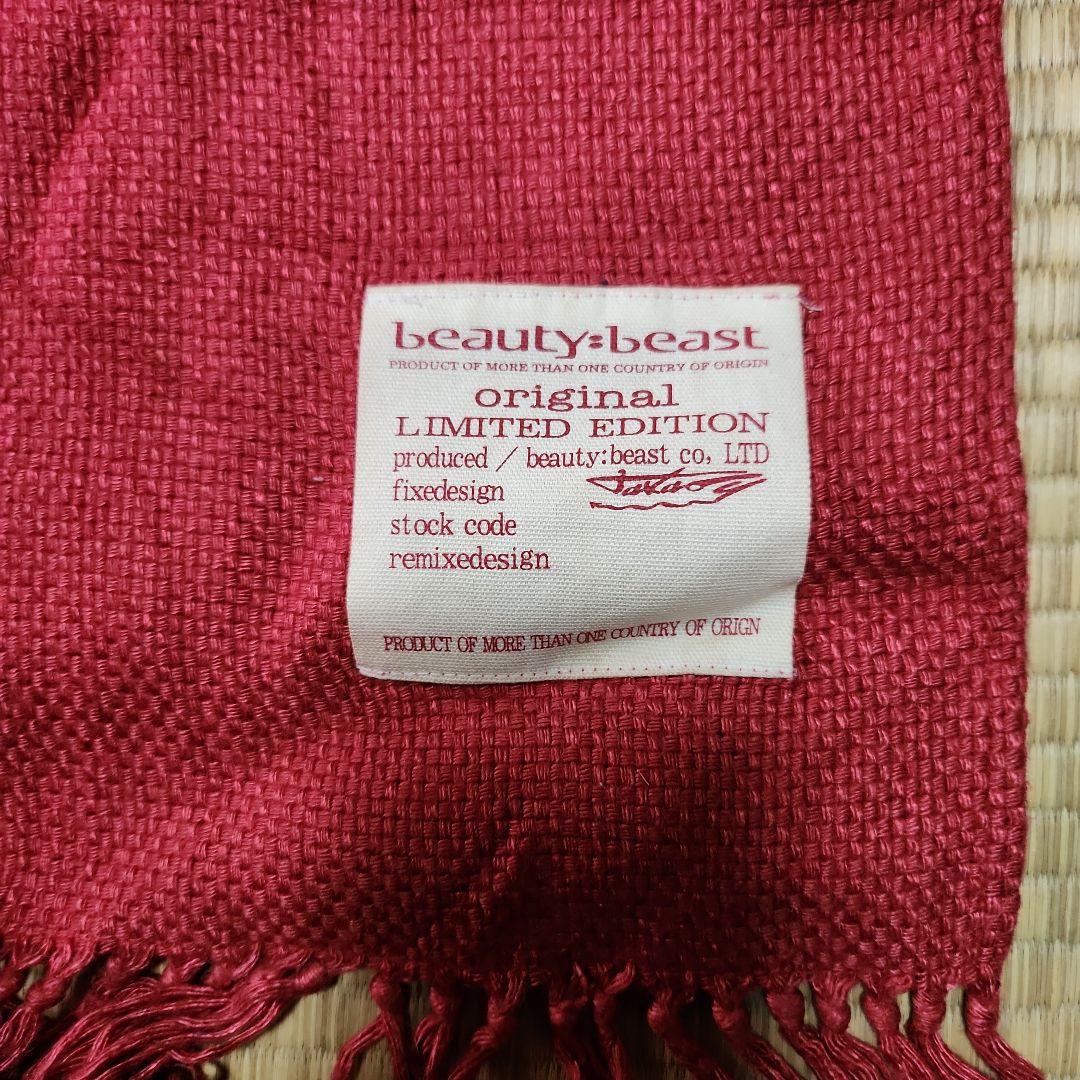 beauty:beast
PRODUCT OF MORE THAN ONE COUNTRY OF ORIGIN
original
LIMITED EDITION
produced / beauty:beast co, LTD
fixedesign
stock code
remixedesign
PRODUCT OF MORE THAN ONE COUNTRY OF ORIGN